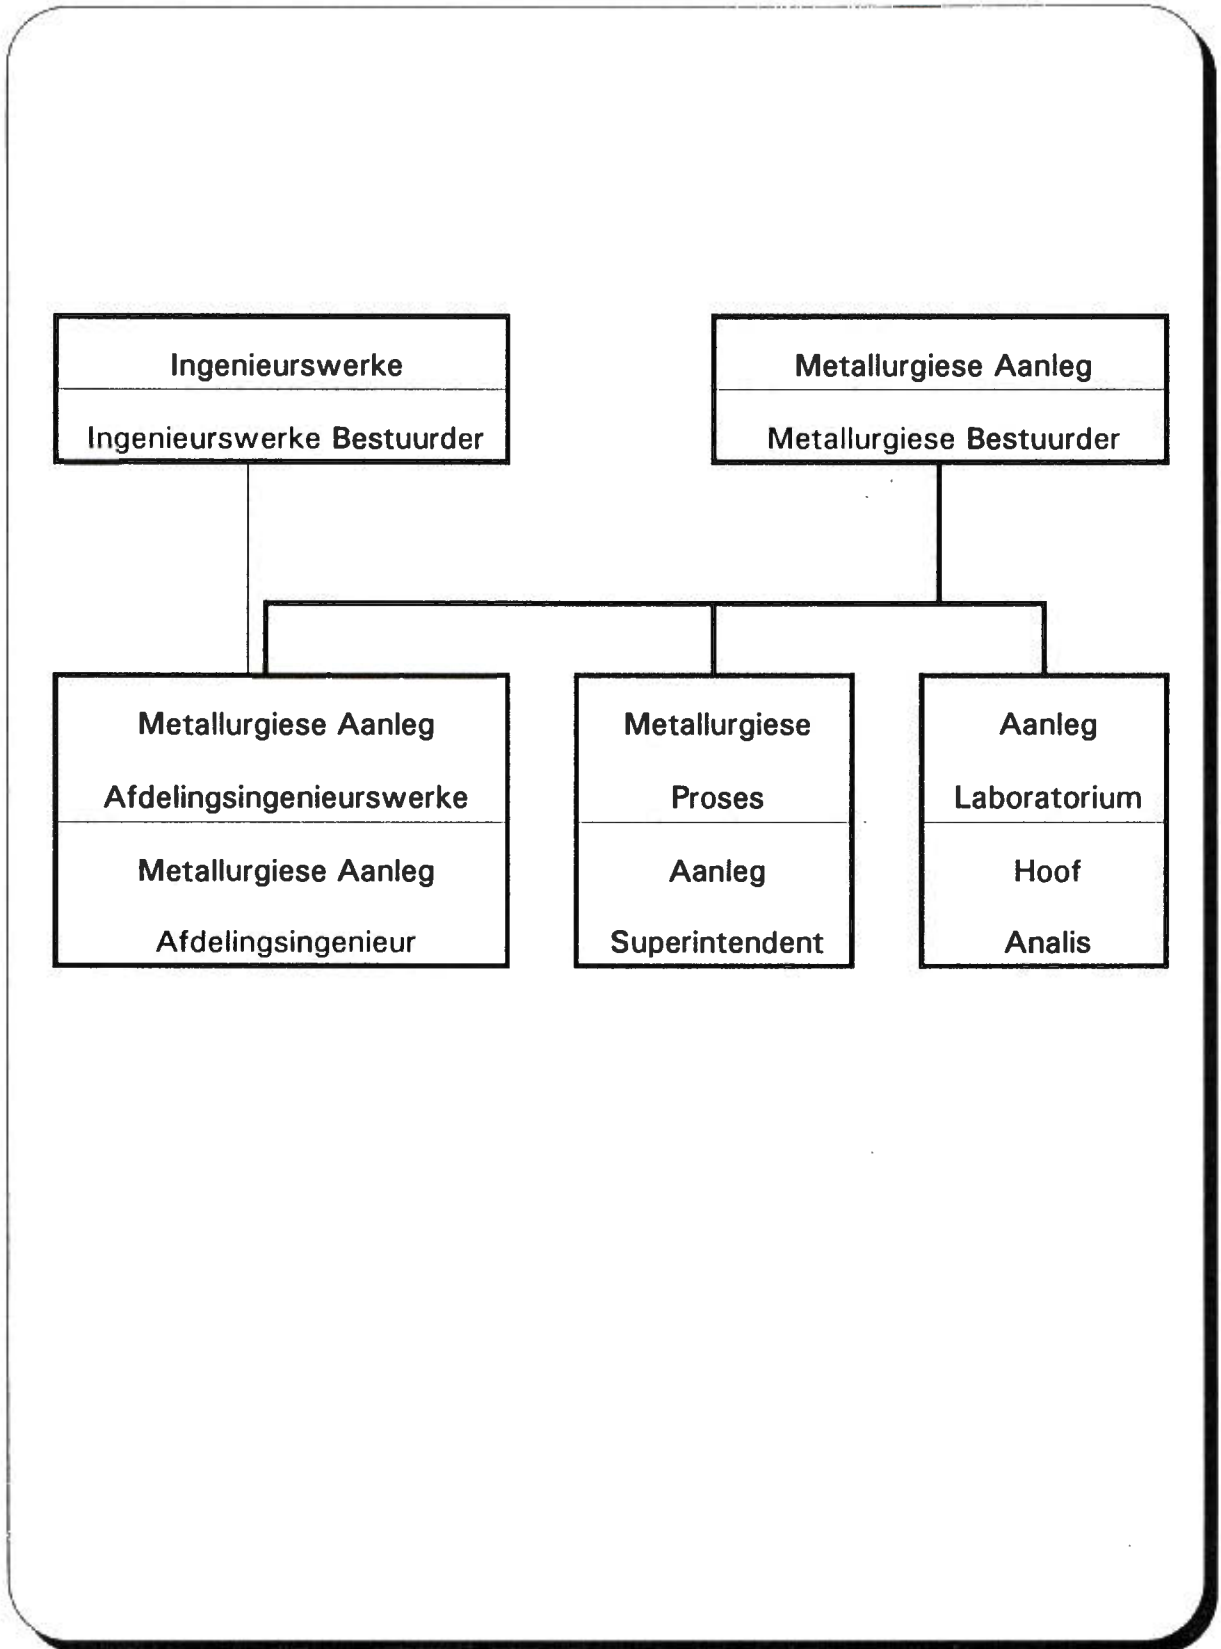 Ingenieurswerke
Ingenieurswerke Bestuurder
Metallurgiese Aanleg
Metallurgiese Bestuurder
Metallurgiese Aanleg
Afdelingsingenieurswerke
Metallurgiese Aanleg
Afdelingsingenieur
Metallurgiese
Proses
Aanleg
Superintendent
Aanleg
Laboratorium
Hoof
Analis